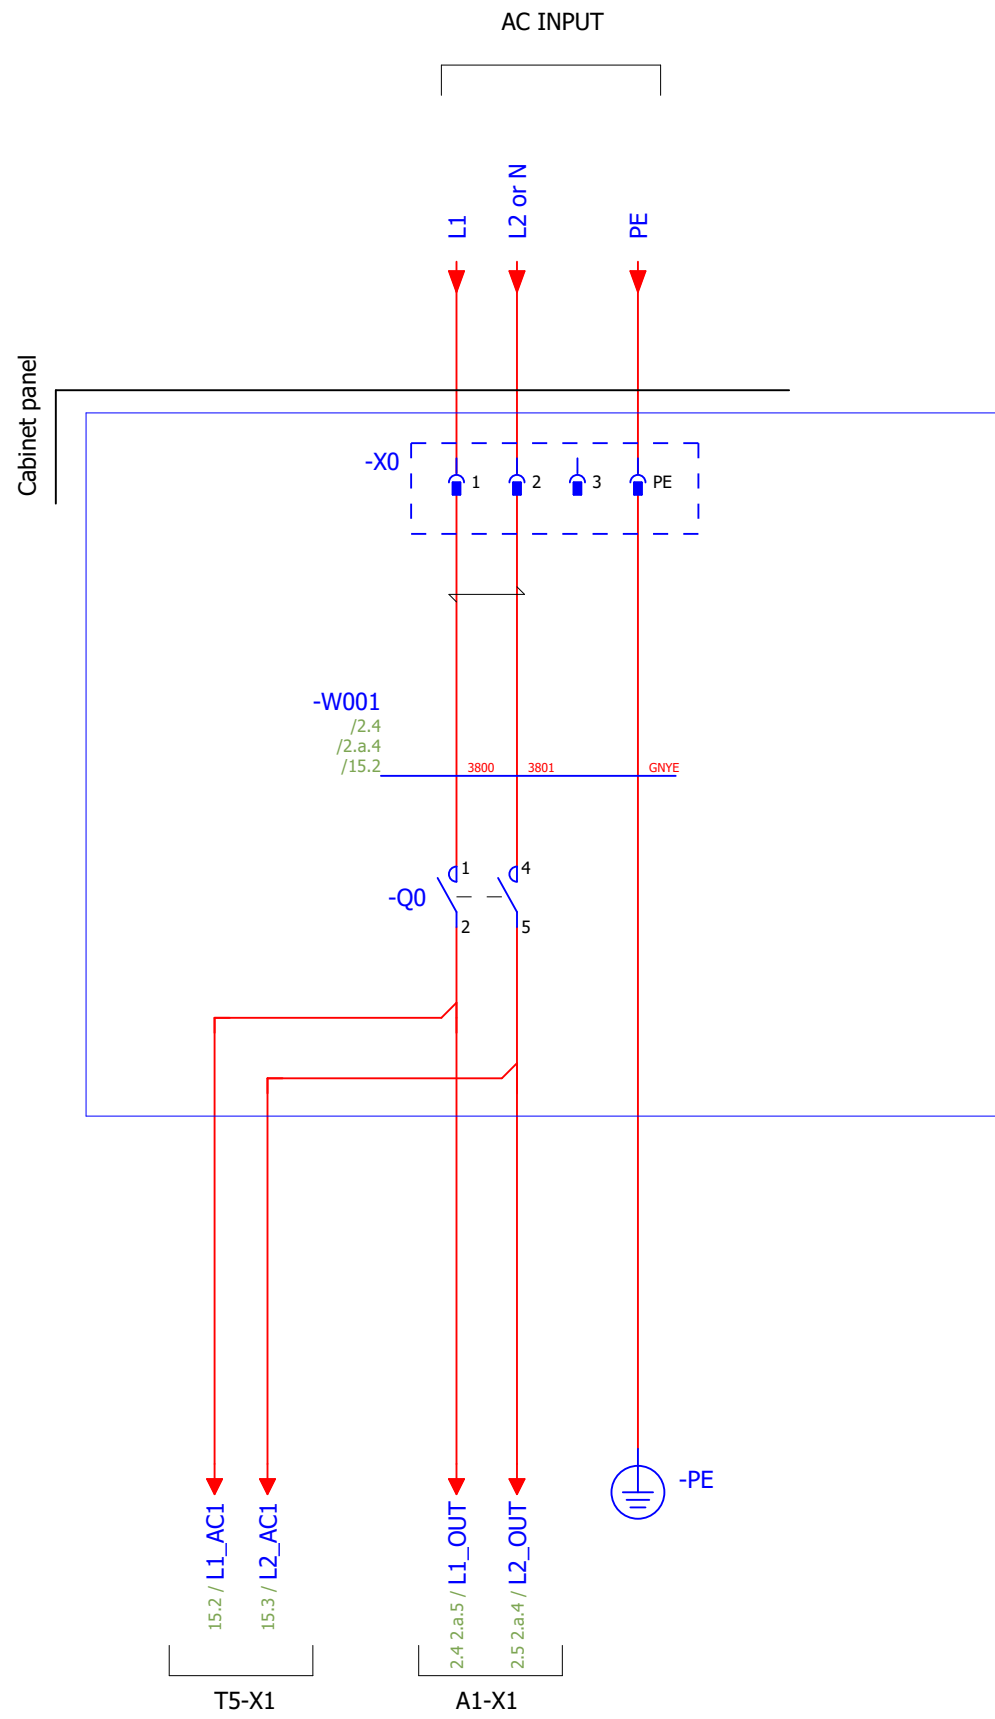 AC INPUT
L1
L2 or N
PE
Cabinet panel
-X0
1
2
3
PE
-W001
/2.4
/2.a.4
/15.2
3800
3801
GNYE
-Q0
1
4
2
5
-PE
15.2 / L1_AC1
15.3 / L2_AC1
2.4 2.a.5 / L1_OUT
2.5 2.a.4 / L2_OUT
T5-X1
A1-X1